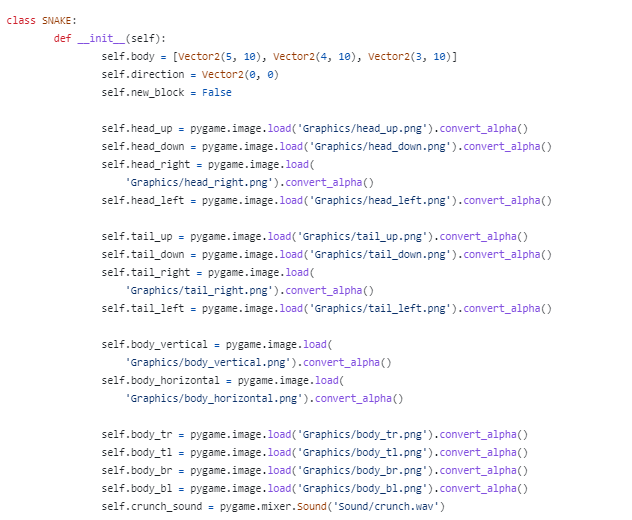 class SNAKE:
def __init__(self):
self.body = [Vector2(5, 10), Vector2(4, 10), Vector2(3, 10)]
self.direction = Vector2(0, 0)
self.new_block = False
self.head_up = pygame.image.load('Graphics/head_up.png').convert_alpha()
self.head_down = pygame.image.load('Graphics/head_down.png').convert_alpha()
self.head_right = pygame.image.load(
'Graphics/head_right.png').convert_alpha()
self.head_left = pygame.image.load('Graphics/head_left.png').convert_alpha()
self.tail_up = pygame.image.load('Graphics/tail_up.png').convert_alpha()
self.tail_down = pygame.image.load('Graphics/tail_down.png').convert_alpha()
self.tail_right = pygame.image.load(
'Graphics/tail_right.png').convert_alpha()
self.tail_left = pygame.image.load('Graphics/tail_left.png').convert_alpha()
self.body_vertical = pygame.image.load(
'Graphics/body_vertical.png').convert_alpha()
self.body_horizontal = pygame.image.load(
'Graphics/body_horizontal.png').convert_alpha()
self.body_tr = pygame.image.load('Graphics/body_tr.png').convert_alpha()
self.body_tl = pygame.image.load('Graphics/body_tl.png').convert_alpha()
self.body_br = pygame.image.load('Graphics/body_br.png').convert_alpha()
self.body_bl = pygame.image.load('Graphics/body_bl.png').convert_alpha()
self.crunch_sound = pygame.mixer.Sound('Sound/crunch.wav')